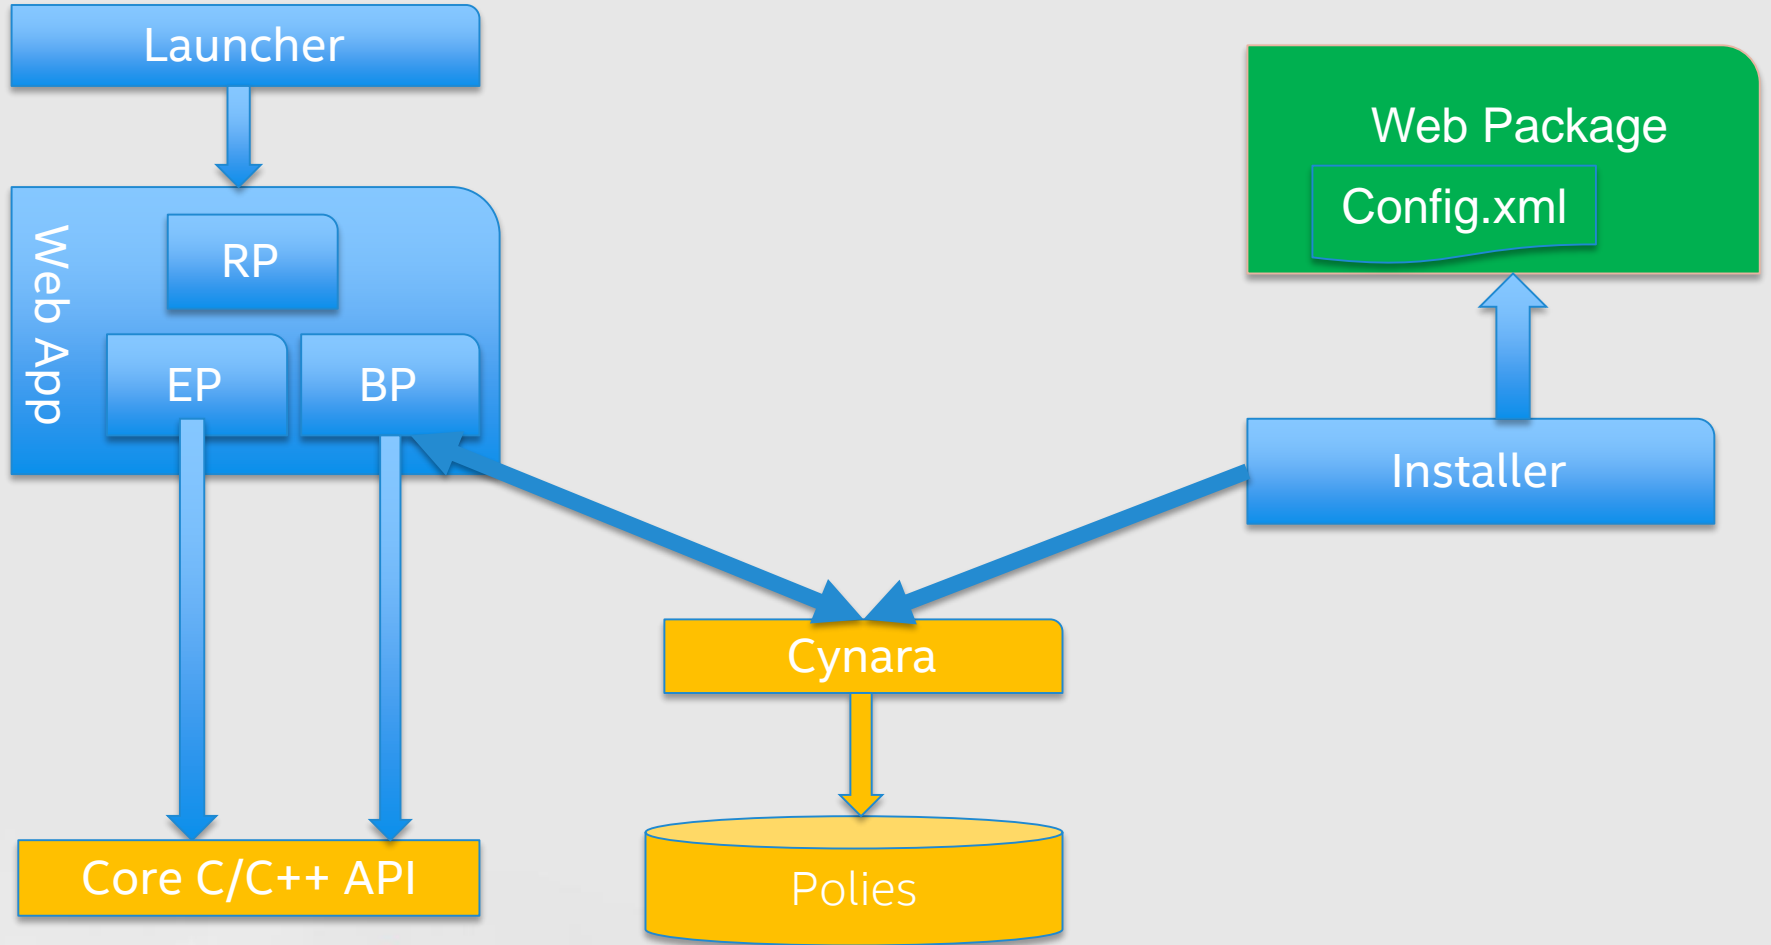 Launcher
Web Package
Config.xml
Web App
RP
EP
BP
Installer
Cynara
Core C/C++ API
Polies